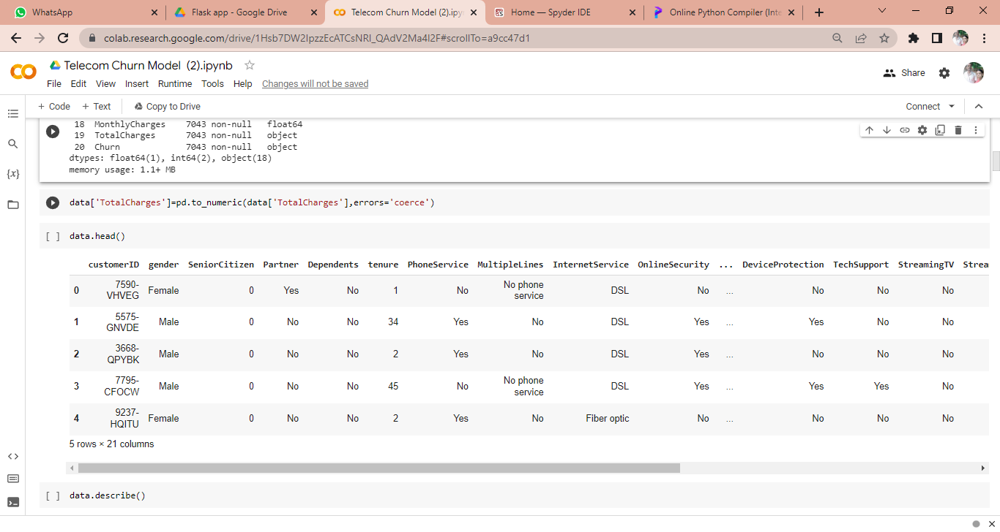 WhatsApp
Flask app - Google Drive
Telecom Churn Model (2).ipyn
Home — Spyder IDE
Online Python Compiler (Inte
colab.research.google.com/drive/1Hsb7DW2IpzzEcATCsNRl_QAdV2Ma4I2F#scrollTo=a9cc47d1
Telecom Churn Model (2).ipynb
Share
File Edit View Insert Runtime Tools Help Changes will not be saved
+ Code + Text Copy to Drive Connect
18 MonthlyCharges 7043 non-null float64
19 TotalCharges 7043 non-null object
20 Churn 7043 non-null object
dtypes: float64(1), int64(2), object(18)
memory usage: 1.1+ MB
data['TotalCharges']=pd.to_numeric(data['TotalCharges'],errors='coerce')
[ ] data.head()
customerID gender SeniorCitizen Partner Dependents tenure PhoneService MultipleLines InternetService OnlineSecurity ... DeviceProtection TechSupport StreamingTV Strea
0 7590-VHVEG Female 0 Yes No 1 No No phone service DSL No ... No No No
1 5575-GNVDE Male 0 No No 34 Yes No DSL Yes ... Yes No No
2 3668-QPYBK Male 0 No No 2 Yes No DSL Yes ... No No No
3 7795-CFOCW Male 0 No No 45 No No phone service DSL Yes ... Yes Yes No
4 9237-HQITU Female 0 No No 2 Yes No Fiber optic No ... No No No
5 rows × 21 columns
[ ] data.describe()